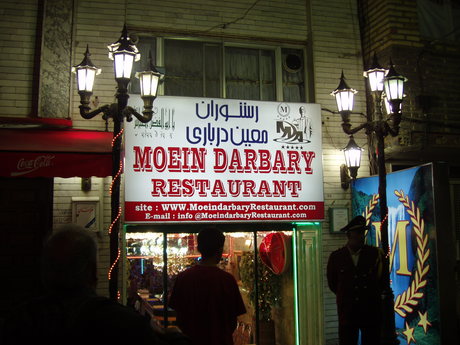 رستوران
معین درباری
M
MOEIN DARBARY
RESTAURANT
site : WWW.MoeindarbaryRestaurant.com
E-mail : info @MoeindarbaryRestaurant.com
Coca-Cola
M